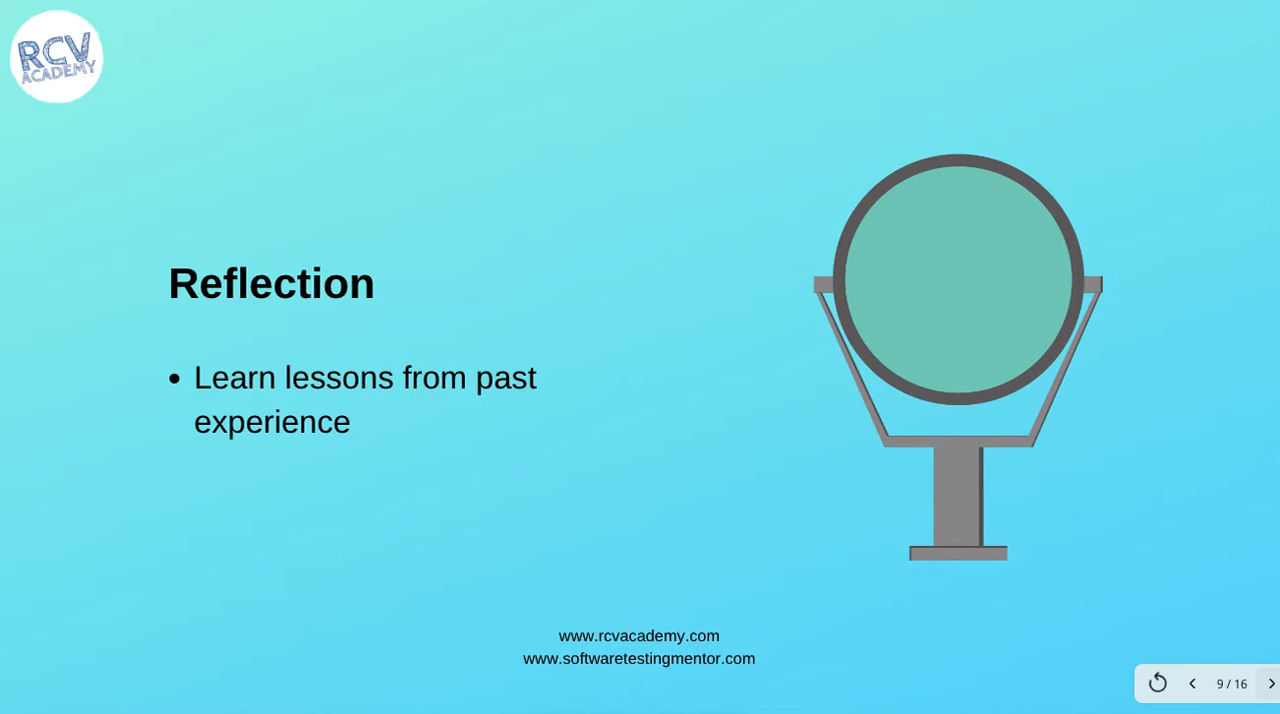 RCV
ACADEMY
Reflection
• Learn lessons from past
experience
www.rcvacademy.com
www.softwaretestingmentor.com
9 / 16